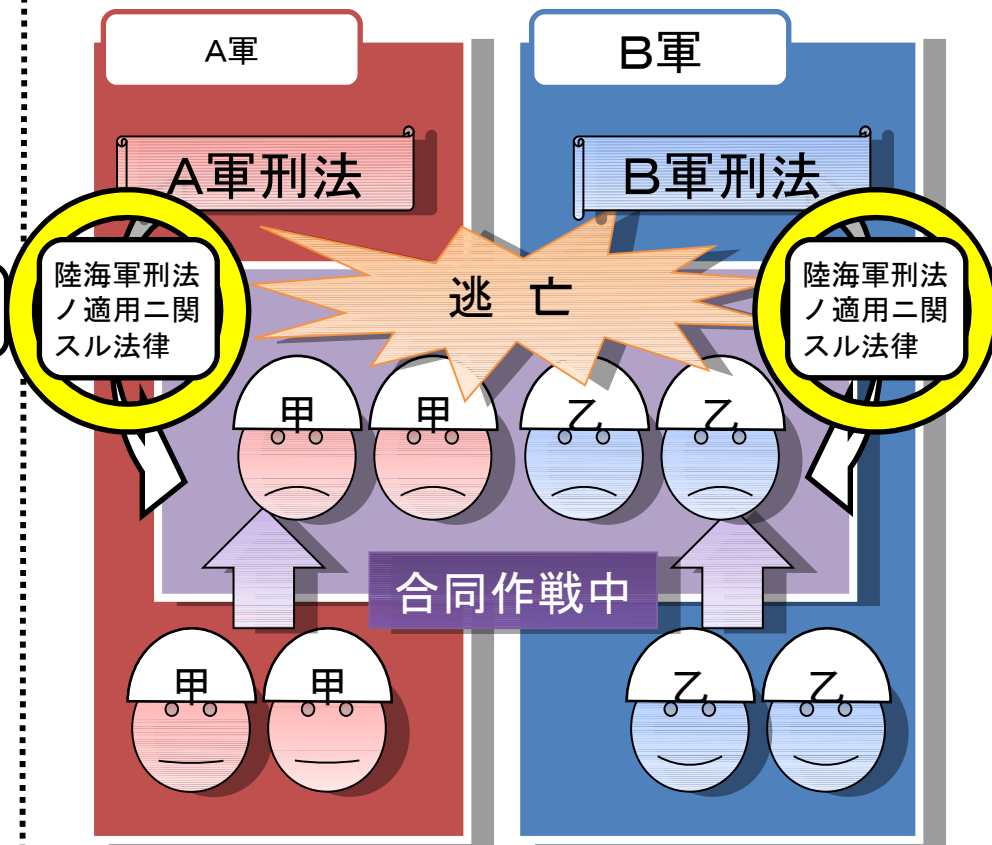 A軍
B軍
A軍刑法
B軍刑法
陸海軍刑法
ノ適用ニ関
スル法律
逃 亡
陸海軍刑法
ノ適用ニ関
スル法律
甲
甲
乙
乙
合同作戦中
甲
甲
乙
乙